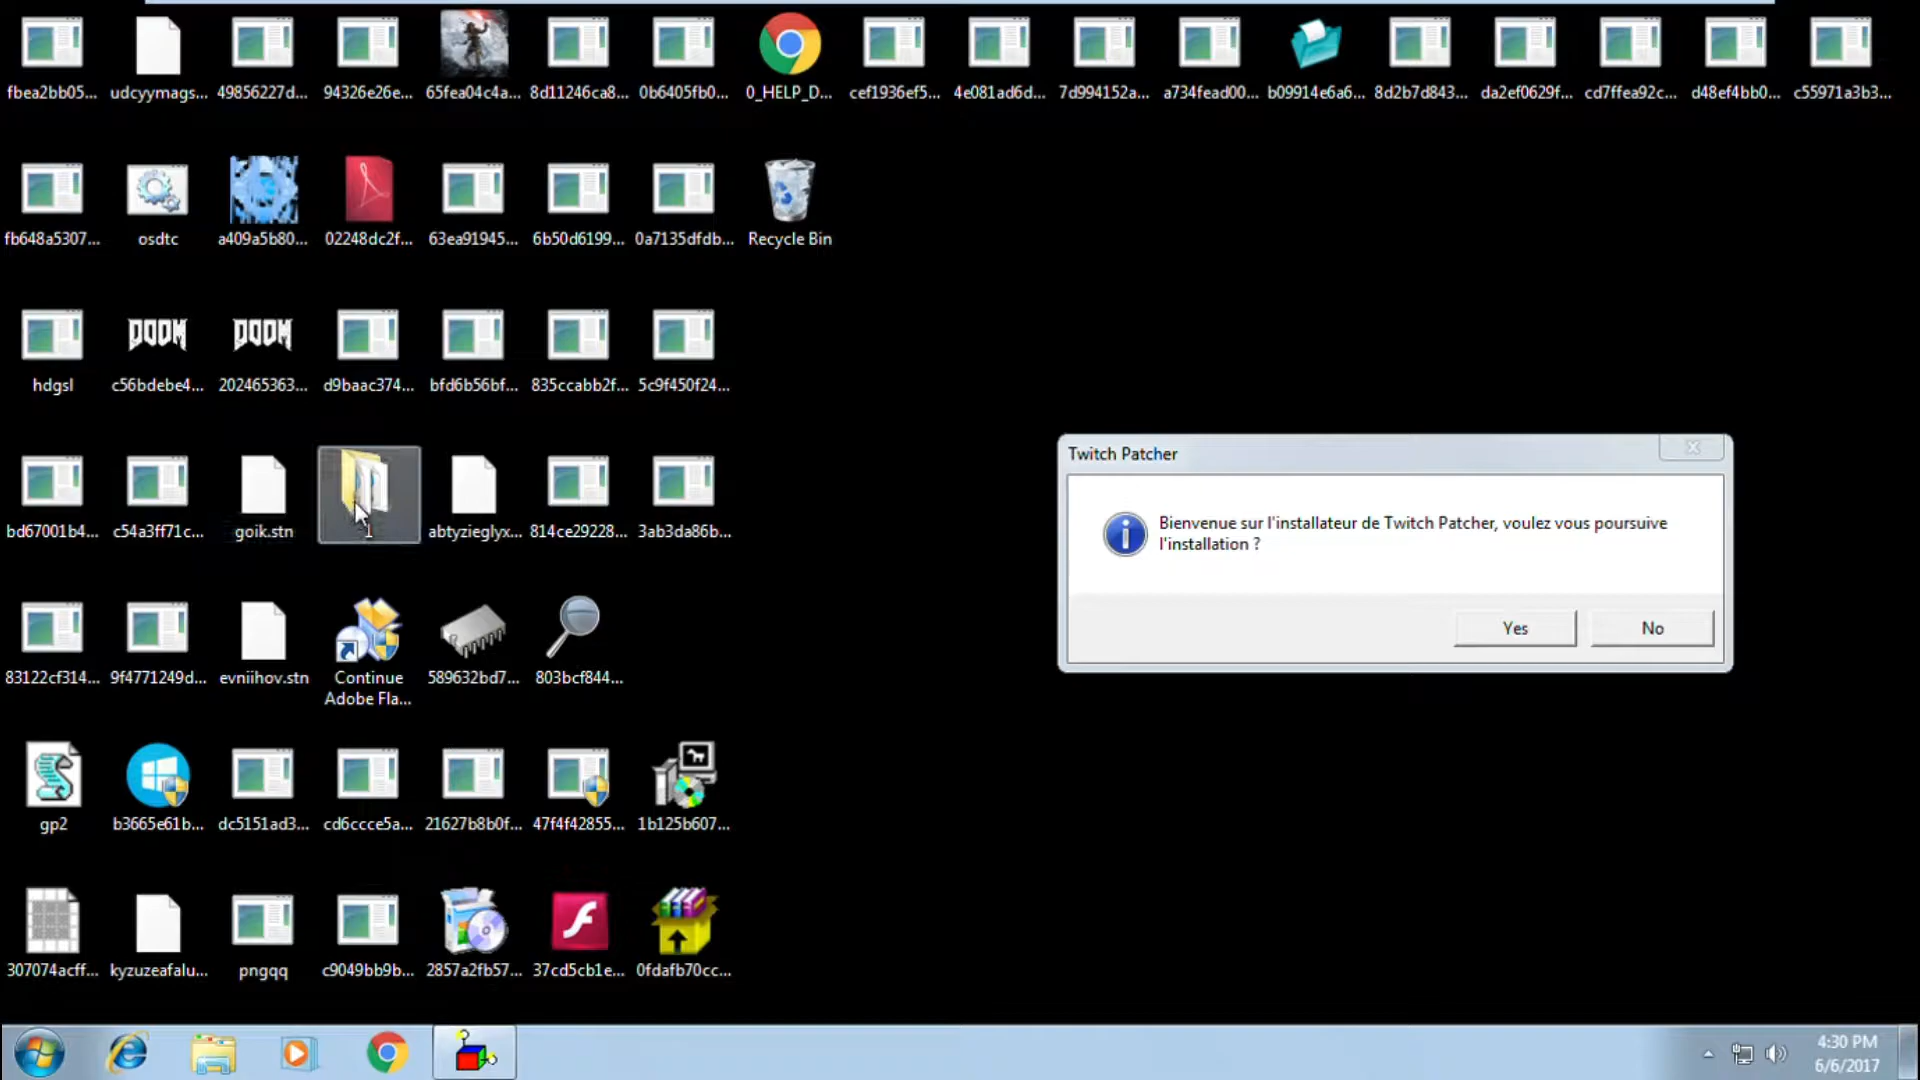 fbea2bb05...
udcyymags...
49856227d...
94326e26e...
65fea04c4a...
8d11246ca8...
0b6405fb0...
0_HELP_D...
cef1936ef5...
4e081ad6d...
7d994152a...
a734fead00...
b09914e6a6...
8d2b7d843...
da2ef0629f...
cd7ffea92c...
d48ef4bb0...
c55971a3b3...
fb648a5307...
osdtc
a409a5b80...
02248dc2f...
63ea91945...
6b50d6199...
0a7135dfdb...
Recycle Bin
DOOM
DOOM
hdgsl
c56bdebe4...
202465363...
d9baac374...
bfd6b56bf...
835ccabb2f...
5c9f450f24...
bd67001b4...
c54a3ff71c...
goik.stn
1
abtyzieglyx...
814ce29228...
3ab3da86b...
Twitch Patcher
Bienvenue sur l'installateur de Twitch Patcher, voulez vous poursuive
l'installation ?
Yes
No
83122cf314...
9f4771249d...
evniihov.stn
Continue
Adobe Fla...
589632bd7...
803bcf844...
gp2
b3665e61b...
dc5151ad3...
cd6ccce5a...
21627b8b0f...
47f4f42855...
1b125b607...
307074acff...
kyzuzeafalu...
pngqq
c9049bb9b...
2857a2fb57...
37cd5cb1e...
0fdafb70cc...
4:30 PM
6/6/2017